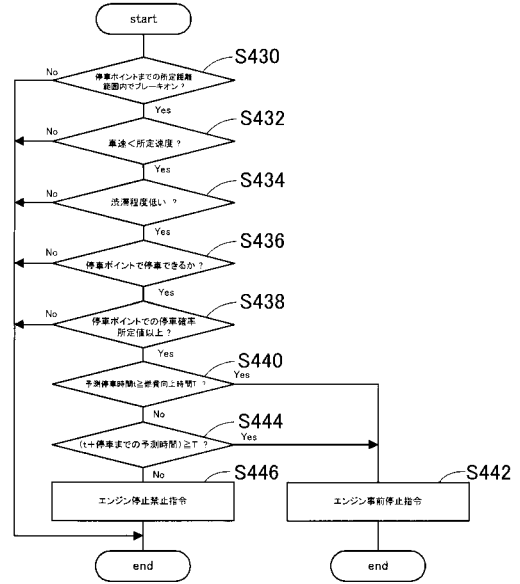 start
S430
No
停車ポイントまでの所定距離
範囲内でブレーキオン？
Yes
S432
No
車速＜所定速度？
Yes
S434
No
渋滞程度低い ？
Yes
S436
No
停車ポイントで停車できるか？
Yes
S438
No
停車ポイントでの停車確率
所定値以上？
Yes
S440
予測停車時間t≧燃費向上時間T ？
Yes
No
S444
(t+停車までの予測時間)≧T ？
Yes
No
S446
エンジン停止禁止指令
S442
エンジン事前停止指令
end
end